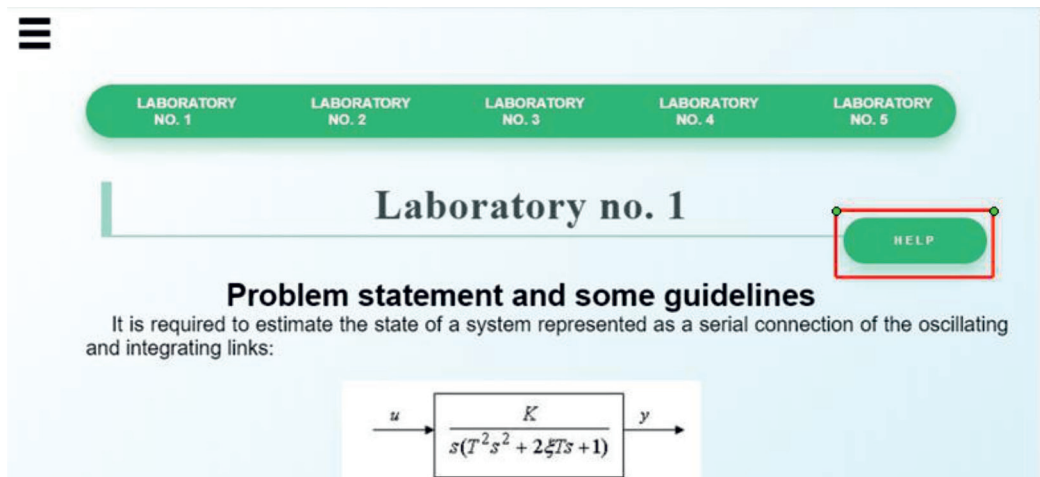 LABORATORY NO. 1
LABORATORY NO. 2
LABORATORY NO. 3
LABORATORY NO. 4
LABORATORY NO. 5
Laboratory no. 1
HELP
Problem statement and some guidelines
It is required to estimate the state of a system represented as a serial connection of the oscillating
and integrating links:
u
K
s(T²s² + 2ξTs +1)
y